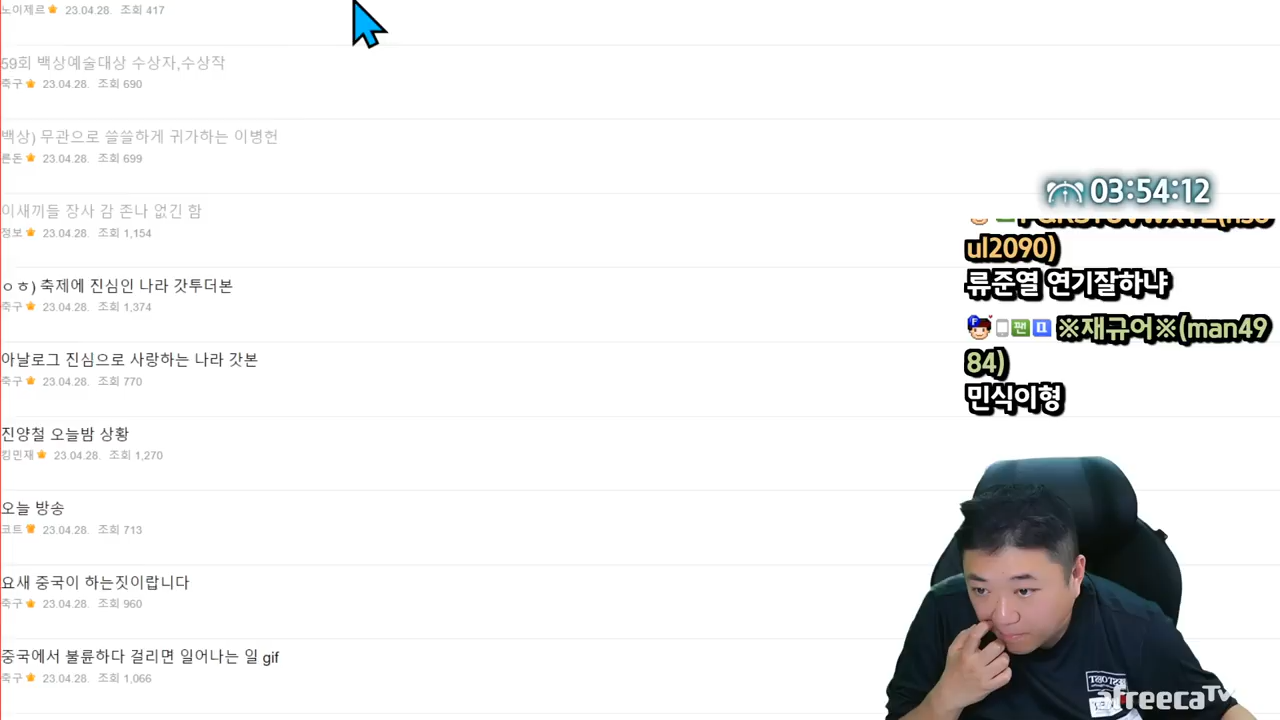 노이제르 23.04.28. 조회 417
59회 백상예술대상 수상자,수상작
축구 23.04.28. 조회 690
백상) 무관으로 쓸쓸하게 귀가하는 이병헌
론돈 23.04.28. 조회 699
이새끼들 장사 감 존나 없긴 함
정보 23.04.28. 조회 1,154
ㅇㅎ) 축제에 진심인 나라 갓투더본
축구 23.04.28. 조회 1,374
아날로그 진심으로 사랑하는 나라 갓본
축구 23.04.28. 조회 770
진양철 오늘밤 상황
킹민재 23.04.28. 조회 1,270
오늘 방송
코트 23.04.28. 조회 713
요새 중국이 하는짓이랍니다
축구 23.04.28. 조회 960
중국에서 불륜하다 걸리면 일어나는 일 gif
축구 23.04.28. 조회 1,066
03:54:12
ul2090)
류준열 연기잘하냐
팬 ※재규어※(man49
84)
민식이형
afreecaTV